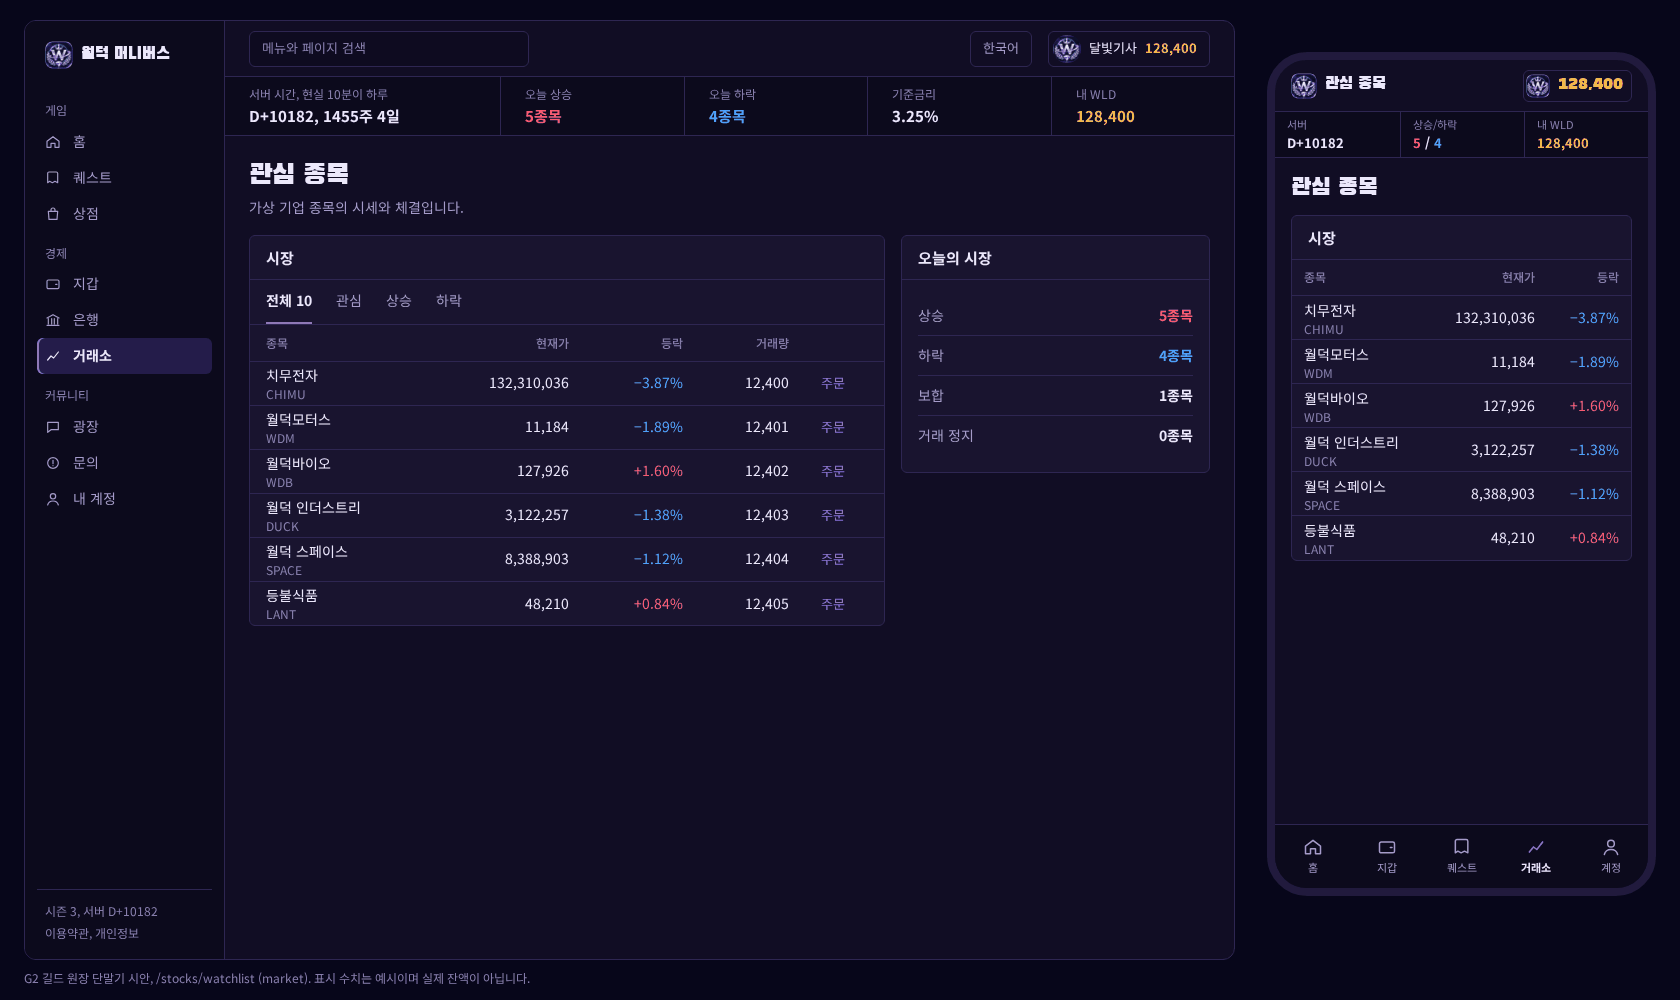 월덕 머니버스
게임
홈
퀘스트
상점
경제
지갑
은행
거래소
커뮤니티
광장
문의
내 계정
시즌 3, 서버 D+10182
이용약관, 개인정보
메뉴와 페이지 검색
한국어
달빛기사 128,400
서버 시간, 현실 10분이 하루
D+10182, 1455주 4일
오늘 상승
5종목
오늘 하락
4종목
기준금리
3.25%
내 WLD
128,400
관심 종목
가상 기업 종목의 시세와 체결입니다.
시장
전체 10 관심 상승 하락
종목 현재가 등락 거래량
치무전자 132,310,036 −3.87% 12,400 주문
CHIMU
월덕모터스 11,184 −1.89% 12,401 주문
WDM
월덕바이오 127,926 +1.60% 12,402 주문
WDB
월덕 인더스트리 3,122,257 −1.38% 12,403 주문
DUCK
월덕 스페이스 8,388,903 −1.12% 12,404 주문
SPACE
등불식품 48,210 +0.84% 12,405 주문
LANT
오늘의 시장
상승 5종목
하락 4종목
보합 1종목
거래 정지 0종목
관심 종목 128,400
서버
D+10182
상승/하락
5 / 4
내 WLD
128,400
관심 종목
시장
종목 현재가 등락
치무전자 132,310,036 −3.87%
CHIMU
월덕모터스 11,184 −1.89%
WDM
월덕바이오 127,926 +1.60%
WDB
월덕 인더스트리 3,122,257 −1.38%
DUCK
월덕 스페이스 8,388,903 −1.12%
SPACE
등불식품 48,210 +0.84%
LANT
홈 지갑 퀘스트 거래소 계정
G2 길드 원장 단말기 시안, /stocks/watchlist (market). 표시 수치는 예시이며 실제 잔액이 아닙니다.